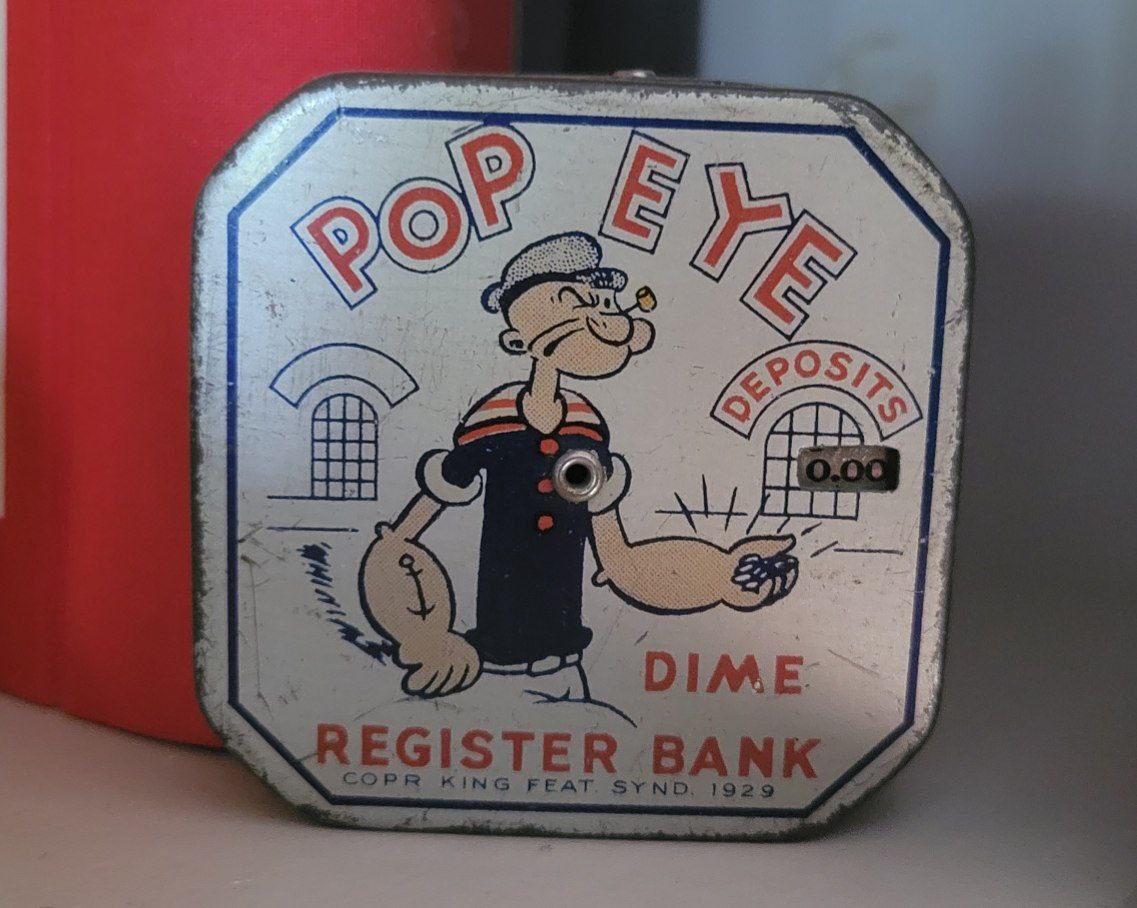 POP EYE
DEPOSITS
0.00
DIME
REGISTER BANK
COPR KING FEAT. SYND. 1929